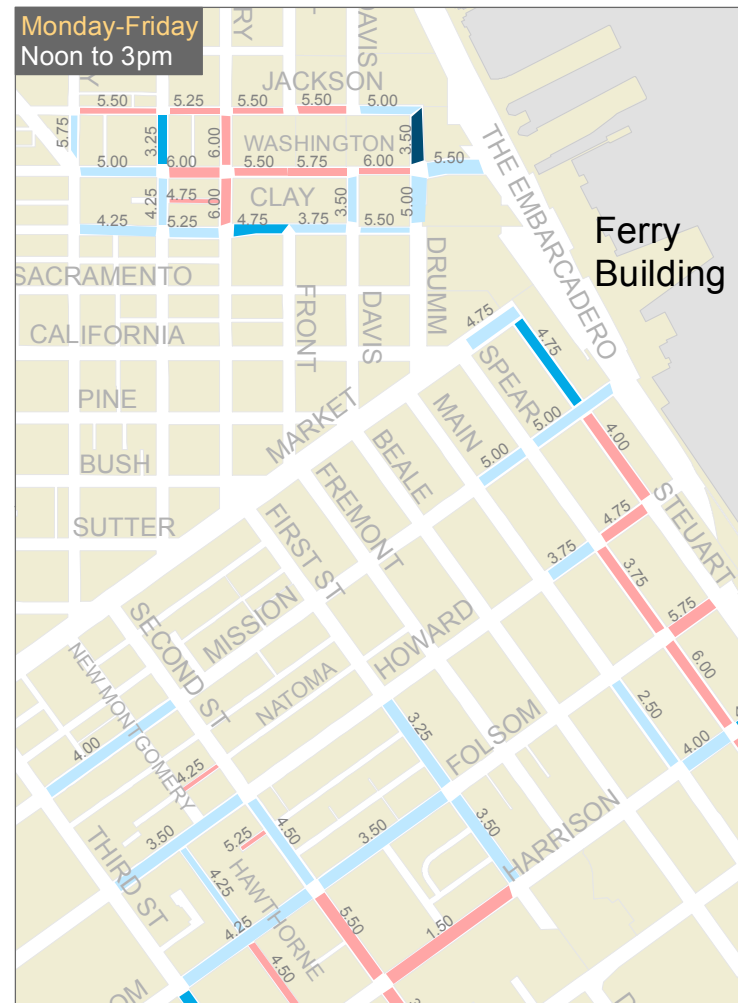 Monday-Friday
Noon to 3pm
RY
DAVIS
JACKSON
5.50
5.25
5.50
5.50
5.00
5.75
3.25
6.00
WASHINGTON
3.50
THE EMBARCADERO
5.00
6.00
5.50
5.75
6.00
5.50
4.25
4.75
6.00
CLAY
3.50
5.00
4.25
5.25
4.75
3.75
5.50
Ferry
Building
SACRAMENTO
FRONT
DAVIS
DRUMM
CALIFORNIA
4.75
4.75
PINE
MARKET
SPEAR
MAIN
5.00
4.00
BUSH
BEALE
5.00
STEUART
SUTTER
FREMONT
4.75
FIRST ST
3.75
3.75
SECOND ST
MISSION
HOWARD
5.75
NATOMA
6.00
NEW MONTGOMERY
2.50
4.00
3.25
FOLSOM
4.00
4.25
HARRISON
THIRD ST
3.50
4.50
3.50
3.50
5.25
4.25
HAWTHORNE
4.25
5.50
1.50
4.50
OM